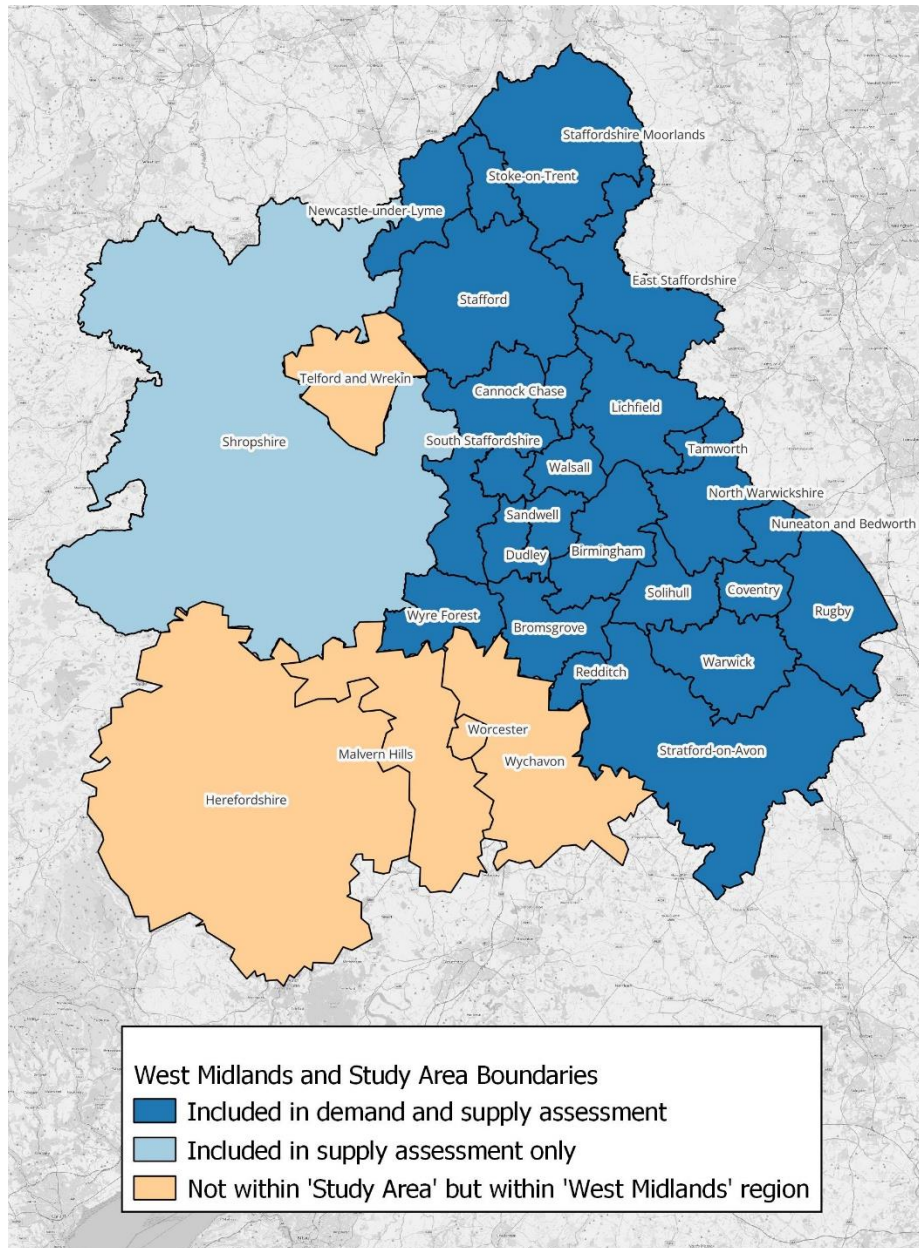 Staffordshire Moorlands
Stoke-on-Trent
Newcastle-under-Lyme
East Staffordshire
Stafford
Telford and Wrekin
Cannock Chase
Lichfield
Shropshire
South Staffordshire
Tamworth
Walsall
North Warwickshire
Sandwell
Nuneaton and Bedworth
Dudley
Birmingham
Solihull
Coventry
Wyre Forest
Rugby
Bromsgrove
Warwick
Redditch
Worcester
Stratford-on-Avon
Malvern Hills
Wychavon
Herefordshire
West Midlands and Study Area Boundaries
Included in demand and supply assessment
Included in supply assessment only
Not within 'Study Area' but within 'West Midlands' region